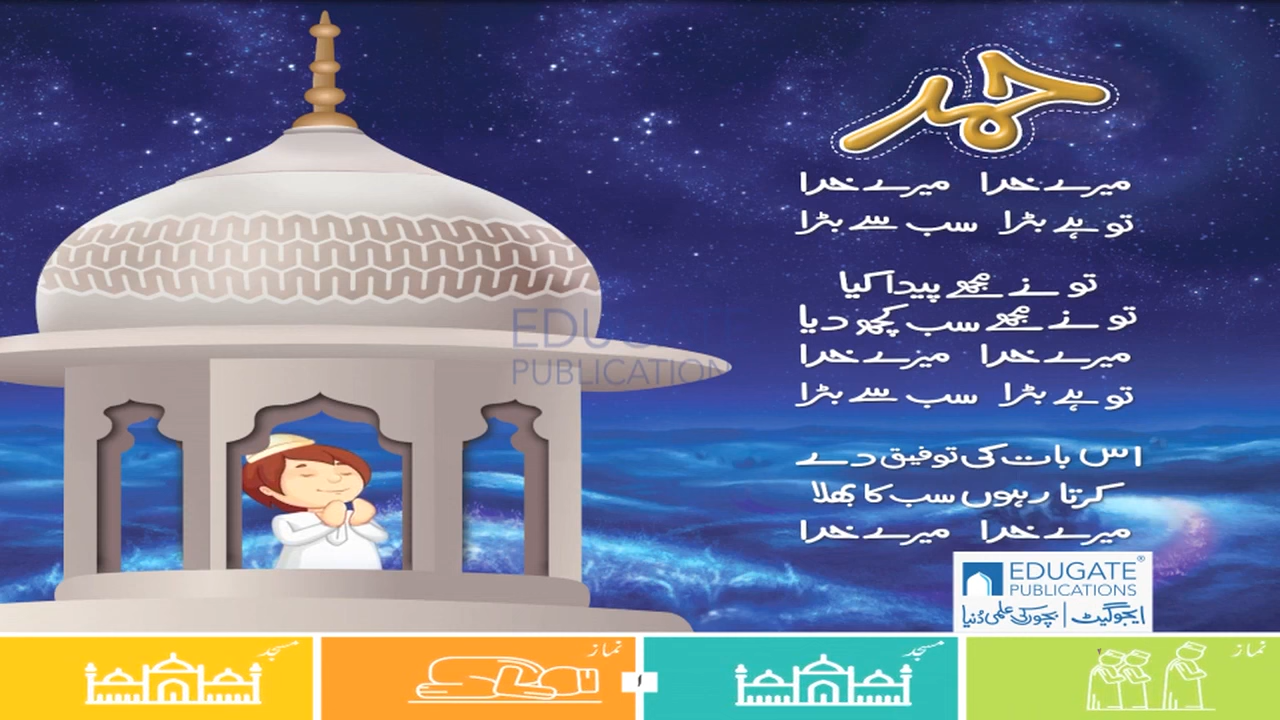 حمد
میرے خدا میرے خدا
تو ہے بڑا سب سے بڑا
تو نے مجھے پیدا کیا
تو نے مجھے سب کچھ دیا
میرے خدا میرے خدا
تو ہے بڑا سب سے بڑا
اس بات کی توفیق دے
کرتا رہوں سب کا بھلا
میرے خدا میرے خدا
EDUGATE
PUBLICATION
EDUGATE®
PUBLICATIONS
ایجوگیٹ | بچوں کی علمی دُنیا
مسجد
نماز
مسجد
نماز
۱